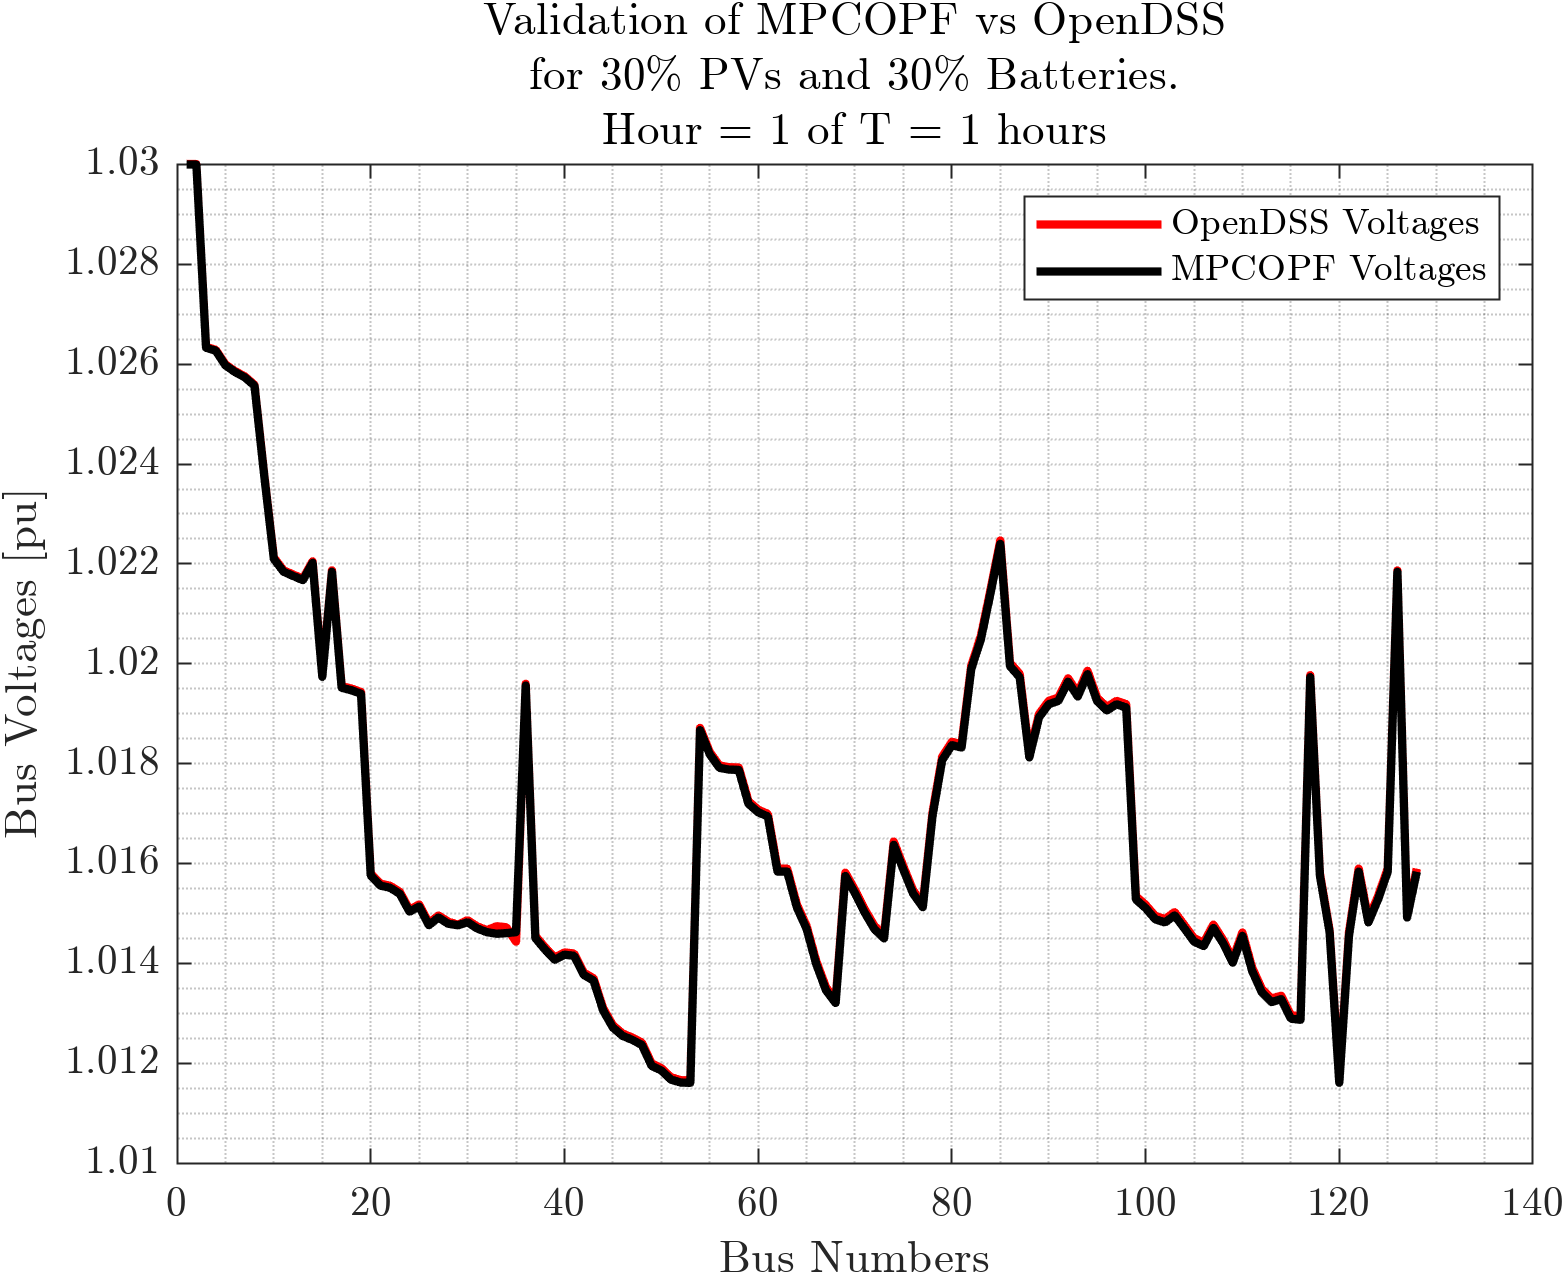 Validation of MPCOPF vs OpenDSS
for 30% PVs and 30% Batteries.
Hour = 1 of T = 1 hours
OpenDSS Voltages
MPCOPF Voltages
Bus Voltages [pu]
1.03
1.028
1.026
1.024
1.022
1.02
1.018
1.016
1.014
1.012
1.01
0 20 40 60 80 100 120 140
Bus Numbers